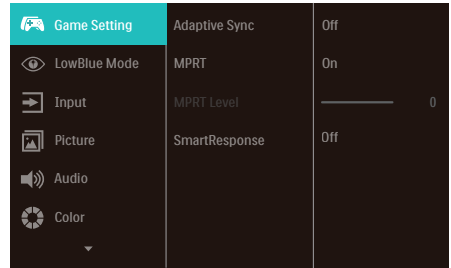 Game Setting Adaptive Sync Off
LowBlue Mode MPRT On
Input MPRT Level 0
Picture SmartResponse Off
Audio
Color